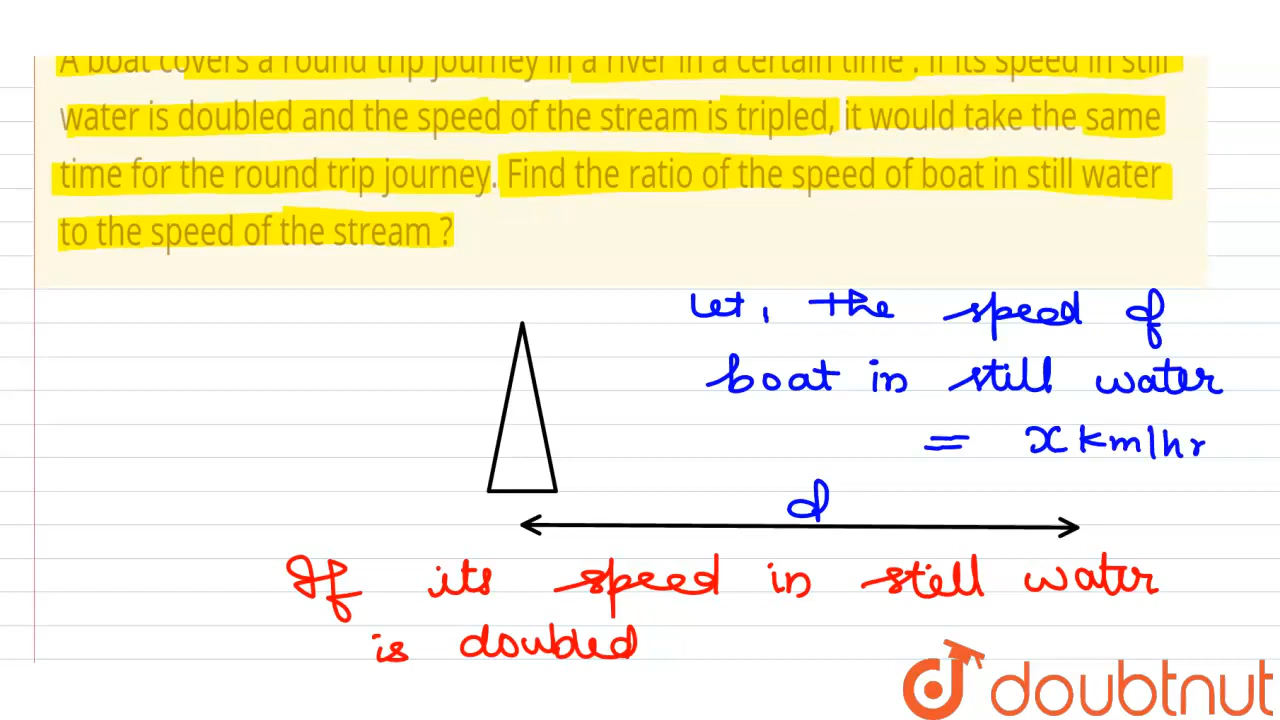 A boat covers a round trip journey in a river in a certain time . If its speed in still
water is doubled and the speed of the stream is tripled, it would take the same
time for the round trip journey. Find the ratio of the speed of boat in still water
to the speed of the stream ?
Let, the speed of
boat in still water
= x km/hr
d
If its speed in still water
is doubled
doubtnut